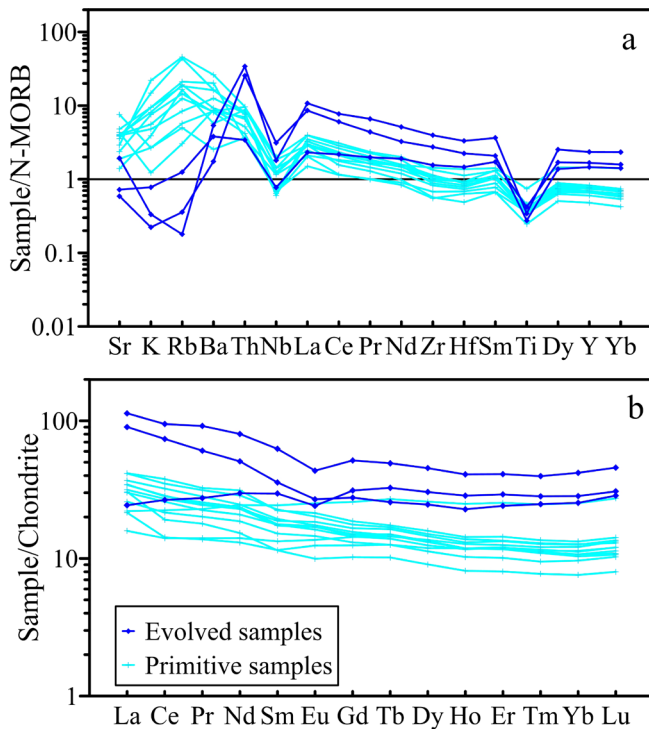 a
Sample/N-MORB
100
10
1
0.1
0.01
Sr K Rb Ba Th Nb La Ce Pr Nd Zr Hf Sm Ti Dy Y Yb
b
Sample/Chondrite
100
10
1
Evolved samples
Primitive samples
La Ce Pr Nd Sm Eu Gd Tb Dy Ho Er Tm Yb Lu